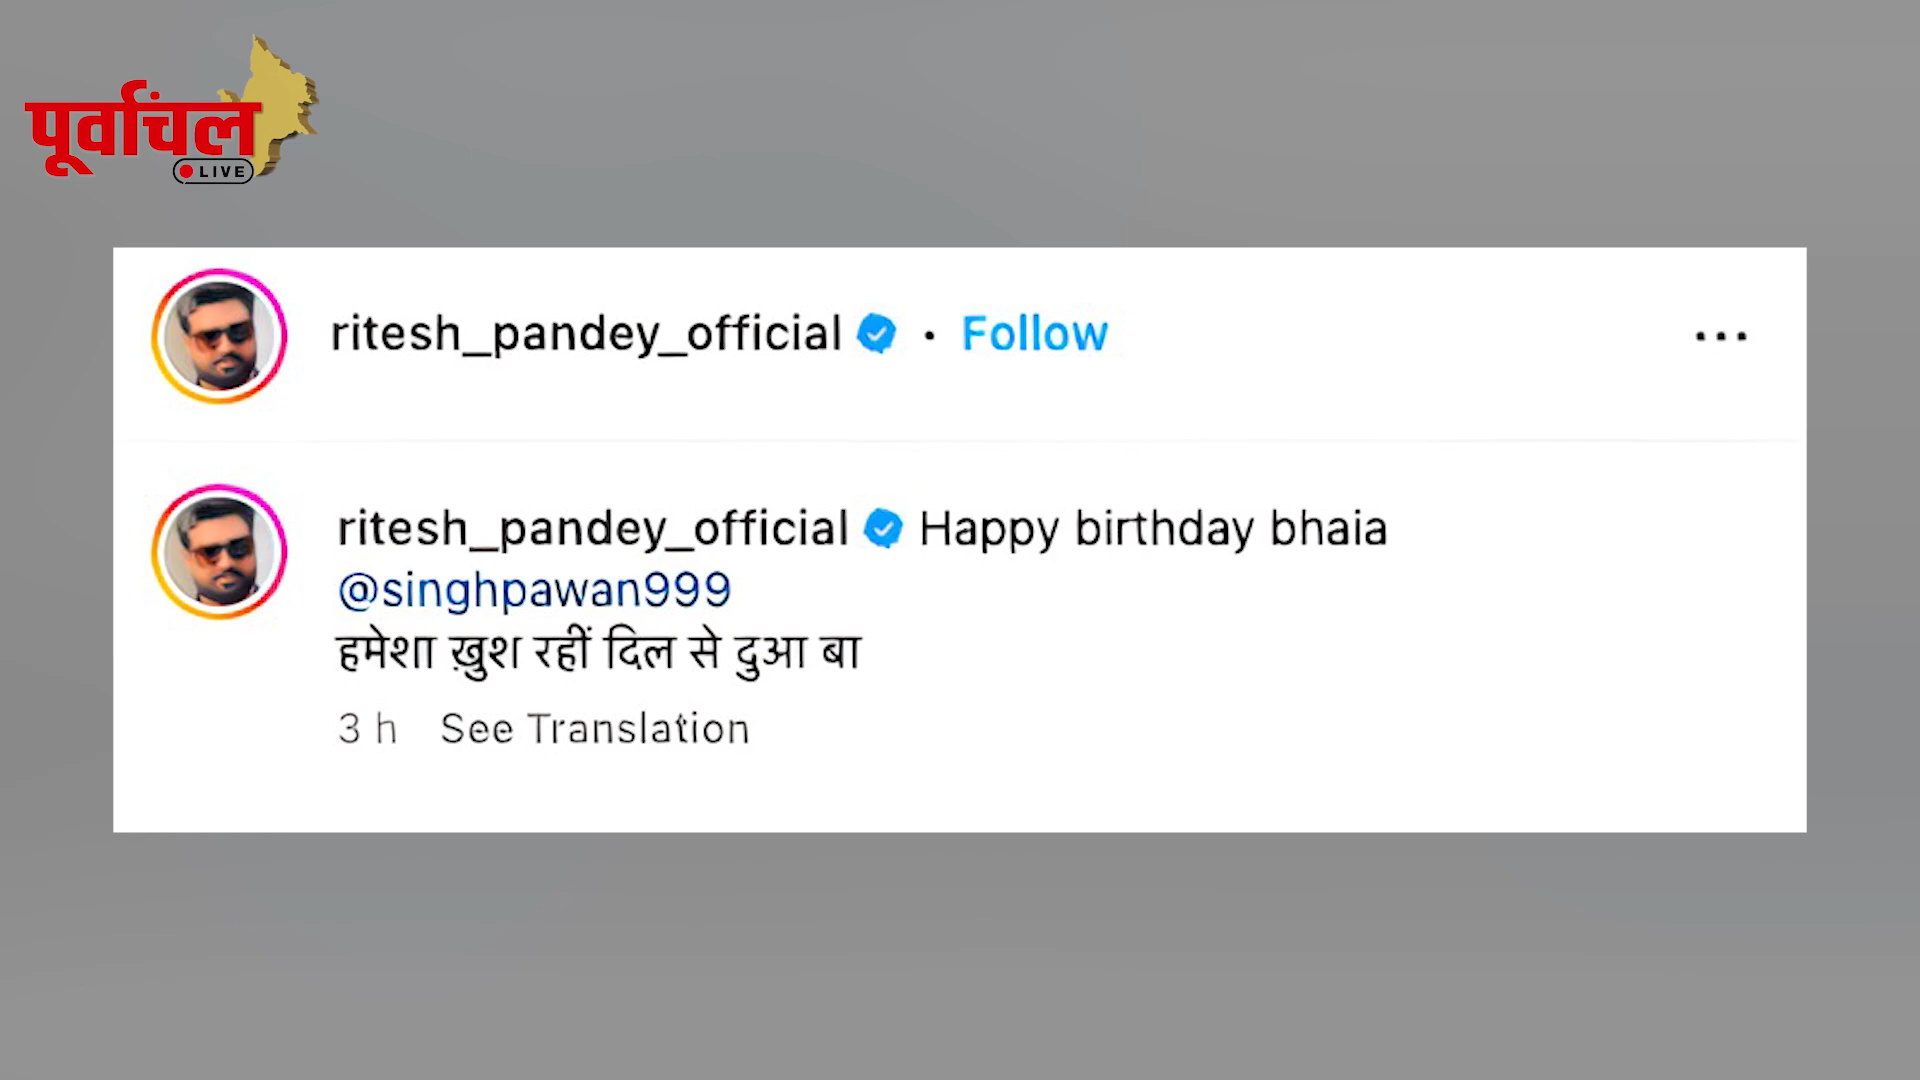 पूर्वांचल
LIVE
ritesh_pandey_official • Follow ...
ritesh_pandey_official Happy birthday bhaia
@singhpawan999
हमेशा ख़ुश रहीं दिल से दुआ बा
3 h See Translation